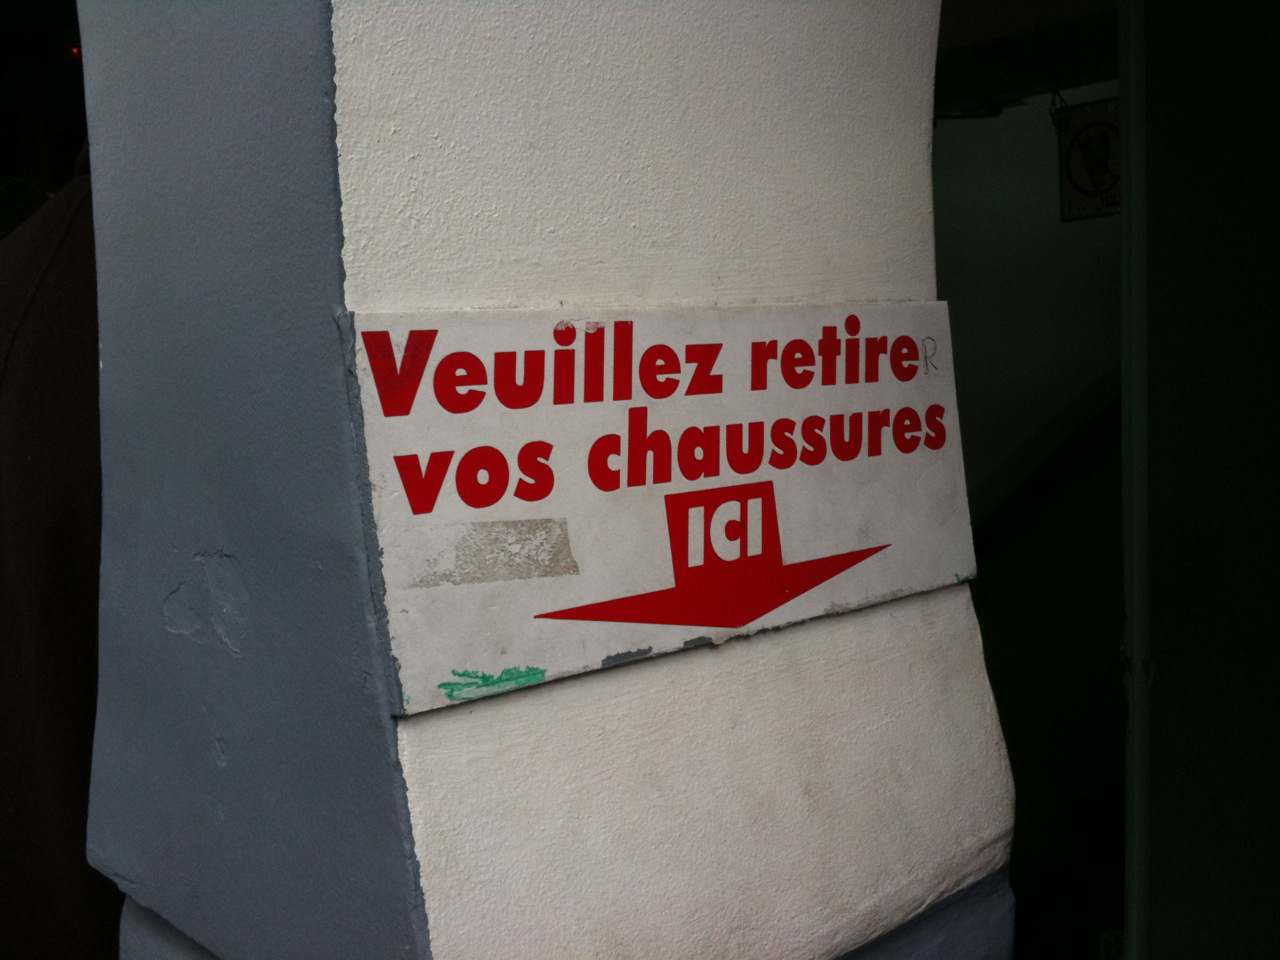 Veuillez retireR
vos chaussures
ICI